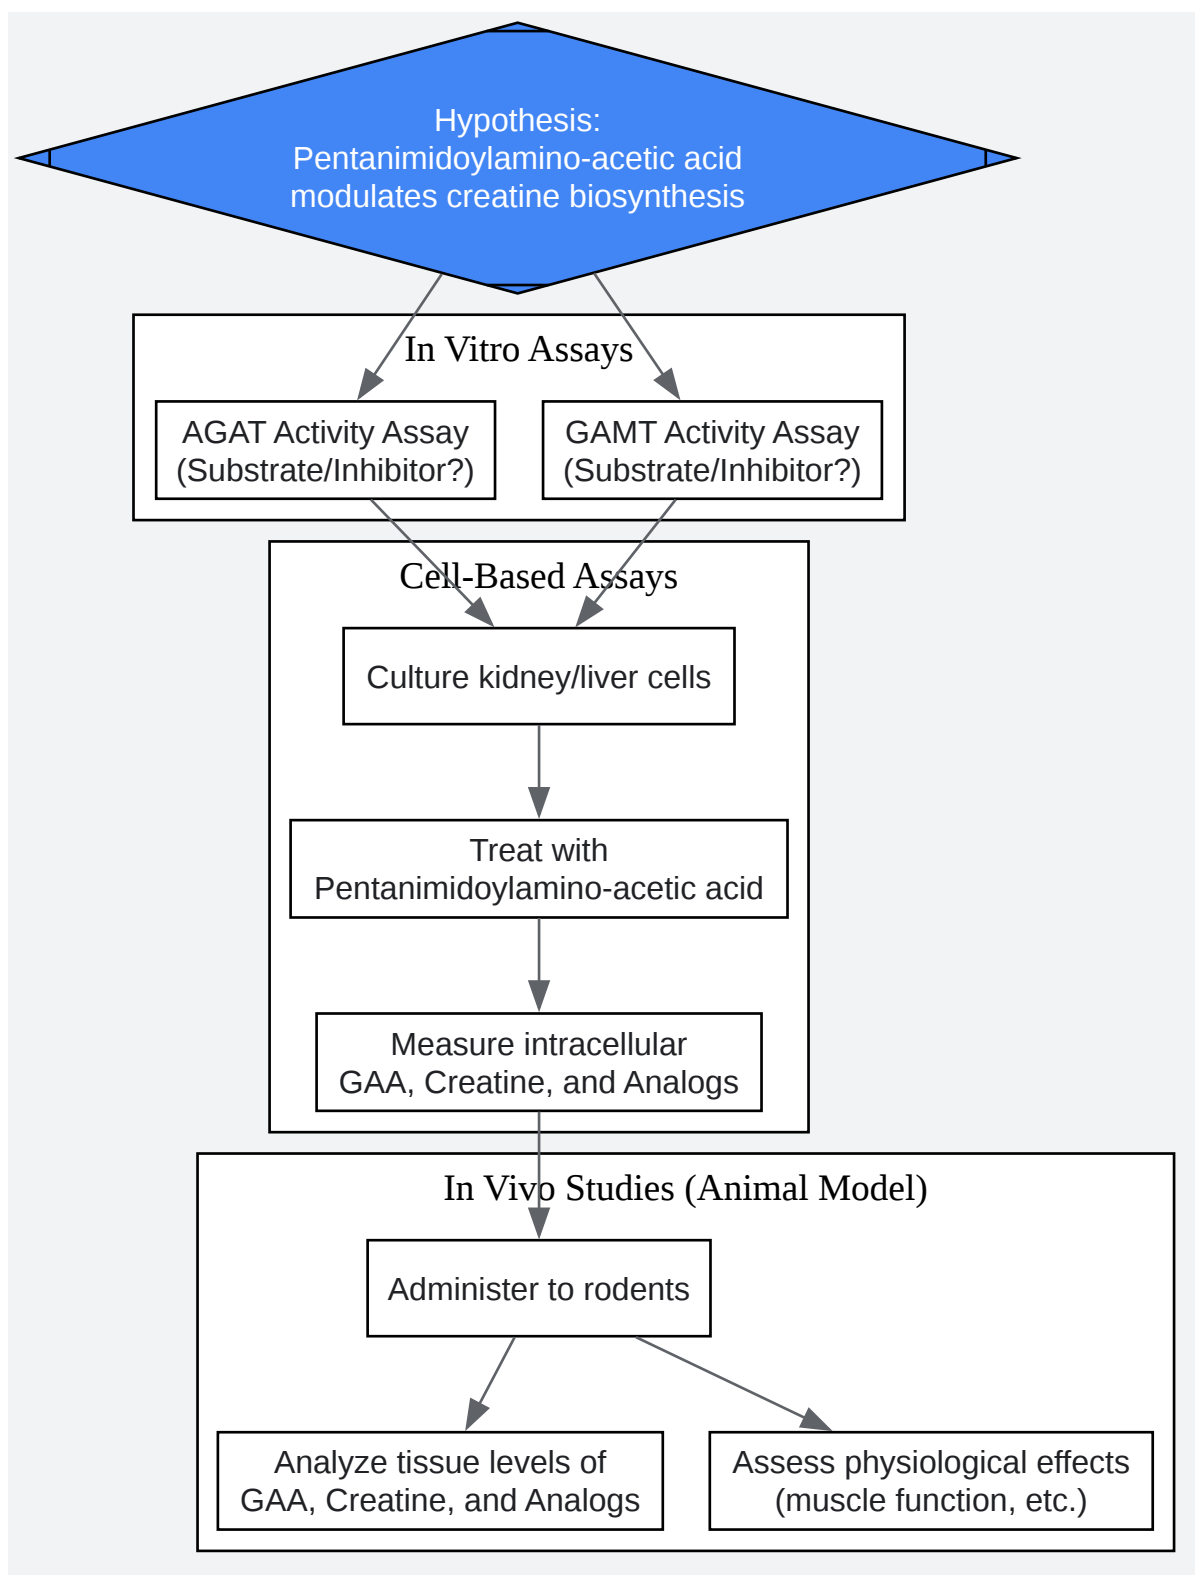 Hypothesis:
Pentanimidoylamino-acetic acid
modulates creatine biosynthesis
In Vitro Assays
AGAT Activity Assay
(Substrate/Inhibitor?)
GAMT Activity Assay
(Substrate/Inhibitor?)
Cell-Based Assays
Culture kidney/liver cells
Treat with
Pentanimidoylamino-acetic acid
Measure intracellular
GAA, Creatine, and Analogs
In Vivo Studies (Animal Model)
Administer to rodents
Analyze tissue levels of
GAA, Creatine, and Analogs
Assess physiological effects
(muscle function, etc.)